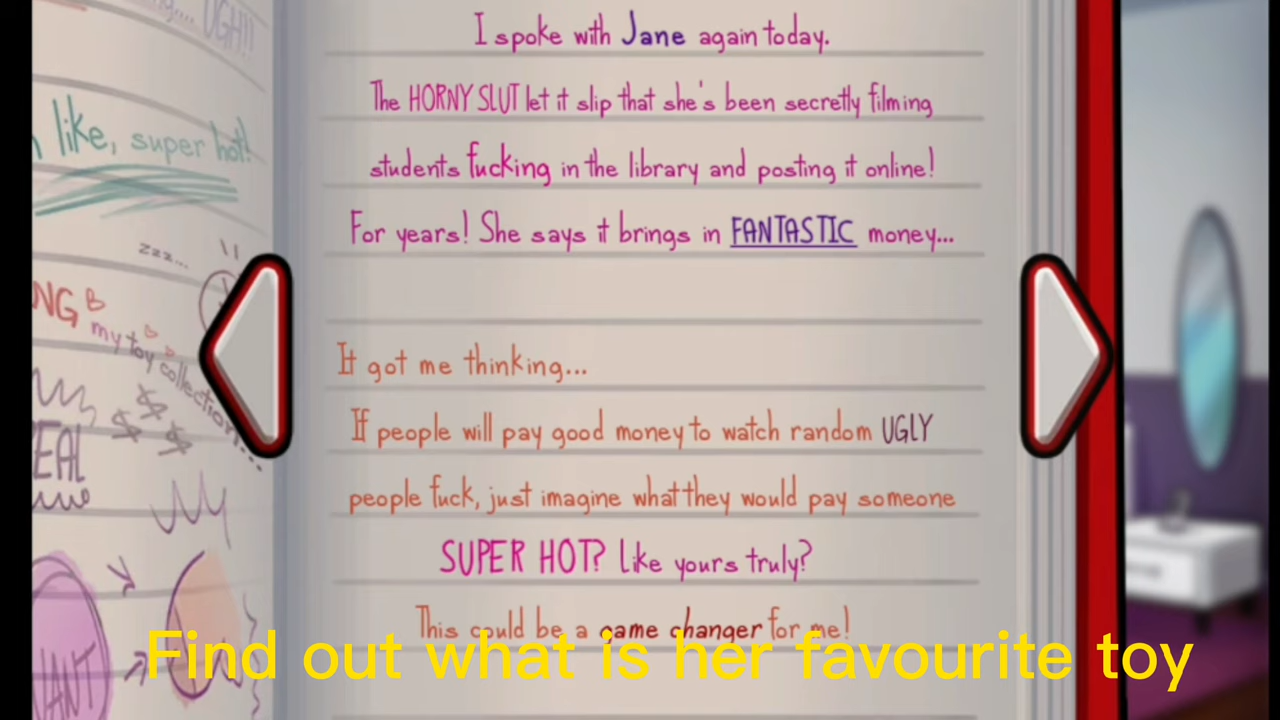 UGH!!
like, super hot!
zzz...
my toy collection...
WANT
I spoke with Jane again today.
The HORNY SLUT let it slip that she's been secretly filming
students fucking in the library and posting it online!
For years! She says it brings in FANTASTIC money...
It got me thinking...
If people will pay good money to watch random UGLY
people fuck, just imagine what they would pay someone
SUPER HOT? Like yours truly?
This could be a game changer for me!
Find out what is her favourite toy